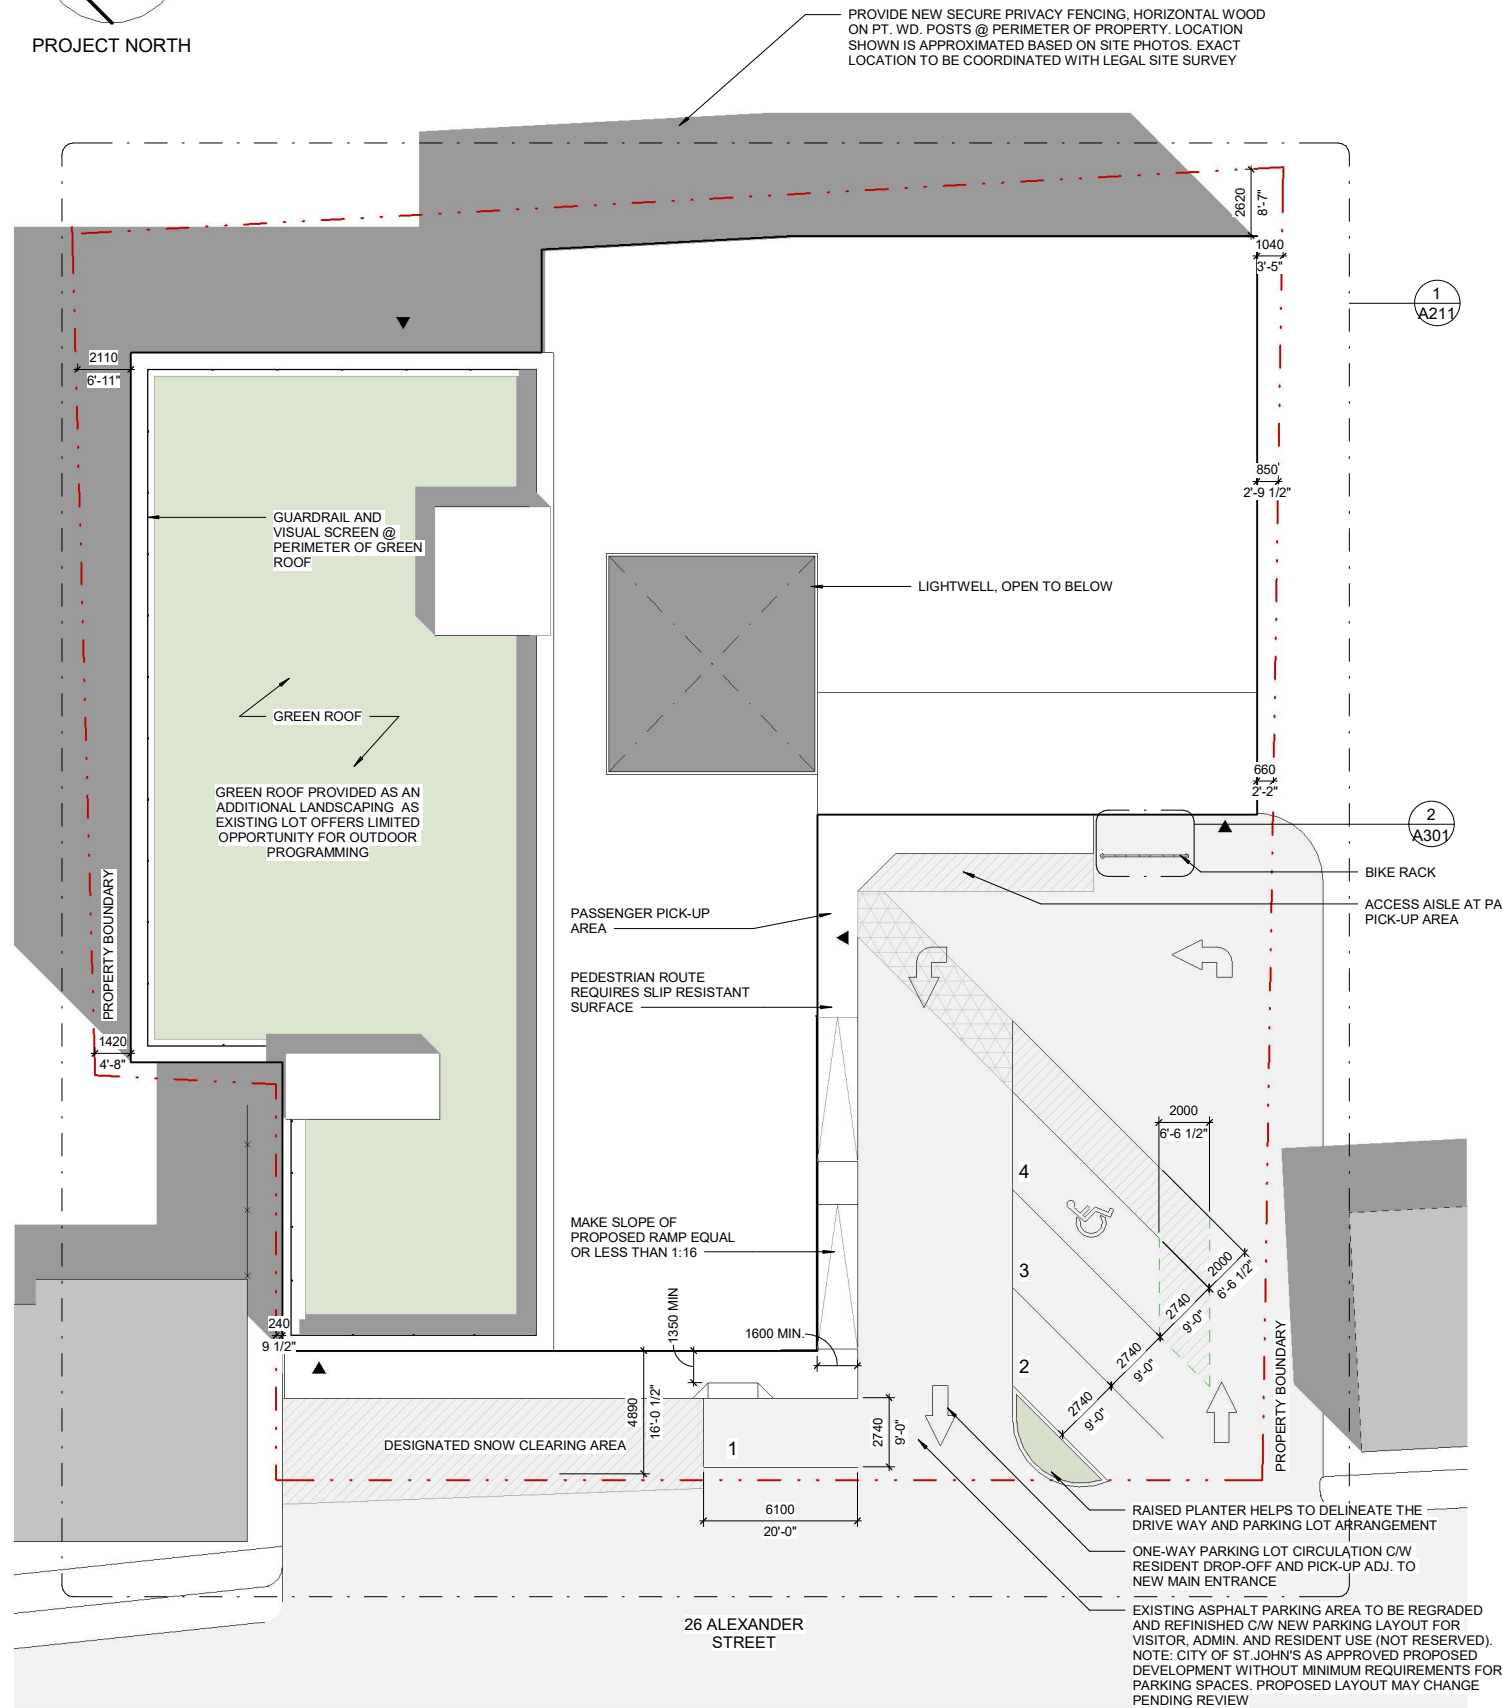 PROJECT NORTH
PROVIDE NEW SECURE PRIVACY FENCING, HORIZONTAL WOOD
ON PT. WD. POSTS @ PERIMETER OF PROPERTY. LOCATION
SHOWN IS APPROXIMATED BASED ON SITE PHOTOS. EXACT
LOCATION TO BE COORDINATED WITH LEGAL SITE SURVEY
2620
8'-7"
1040
3'-5"
1
A211
2110
6'-11"
850
2'-9 1/2"
GUARDRAIL AND
VISUAL SCREEN @
PERIMETER OF GREEN
ROOF
LIGHTWELL, OPEN TO BELOW
GREEN ROOF
GREEN ROOF PROVIDED AS AN
ADDITIONAL LANDSCAPING AS
EXISTING LOT OFFERS LIMITED
OPPORTUNITY FOR OUTDOOR
PROGRAMMING
660
2'-2"
2
A301
BIKE RACK
ACCESS AISLE AT PA
PICK-UP AREA
PROPERTY BOUNDARY
PASSENGER PICK-UP
AREA
PEDESTRIAN ROUTE
REQUIRES SLIP RESISTANT
SURFACE
1420
4'-8"
2000
6'-6 1/2"
4
MAKE SLOPE OF
PROPOSED RAMP EQUAL
OR LESS THAN 1:16
3
2000
6'-6 1/2"
2740
9'-0"
2740
9'-0"
2740
9'-0"
2
240
9 1/2"
1350 MIN
1600 MIN.
PROPERTY BOUNDARY
4890
16'-0 1/2"
2740
9'-0"
DESIGNATED SNOW CLEARING AREA
1
6100
20'-0"
RAISED PLANTER HELPS TO DELINEATE THE
DRIVE WAY AND PARKING LOT ARRANGEMENT
ONE-WAY PARKING LOT CIRCULATION C/W
RESIDENT DROP-OFF AND PICK-UP ADJ. TO
NEW MAIN ENTRANCE
26 ALEXANDER
STREET
EXISTING ASPHALT PARKING AREA TO BE REGRADED
AND REFINISHED C/W NEW PARKING LAYOUT FOR
VISITOR, ADMIN. AND RESIDENT USE (NOT RESERVED).
NOTE: CITY OF ST.JOHN'S AS APPROVED PROPOSED
DEVELOPMENT WITHOUT MINIMUM REQUIREMENTS FOR
PARKING SPACES. PROPOSED LAYOUT MAY CHANGE
PENDING REVIEW